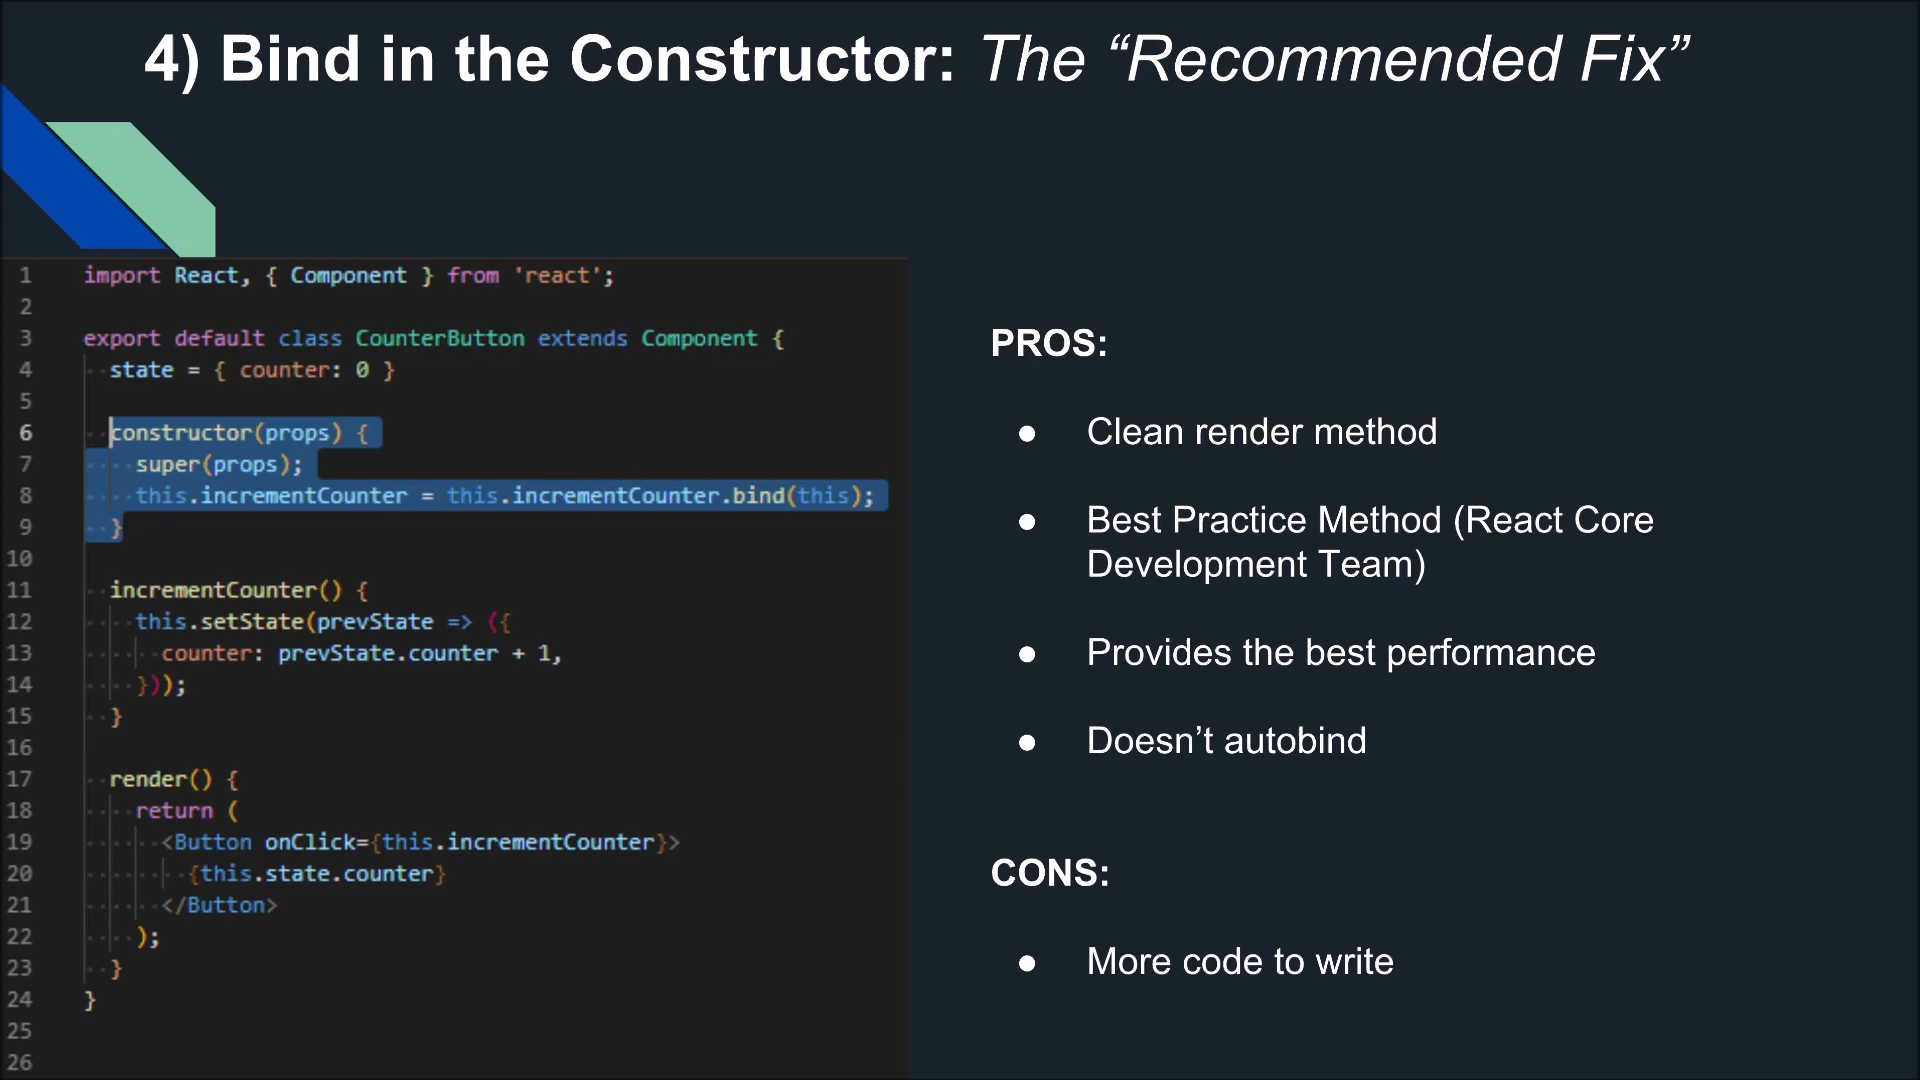 4) Bind in the Constructor: The “Recommended Fix”
1 import React, { Component } from 'react';
2
3 export default class CounterButton extends Component {
4 state = { counter: 0 }
5
6 constructor(props) {
7 super(props);
8 this.incrementCounter = this.incrementCounter.bind(this);
9 }
10
11 incrementCounter() {
12 this.setState(prevState => ({
13 counter: prevState.counter + 1,
14 }));
15 }
16
17 render() {
18 return (
19 <Button onClick={this.incrementCounter}>
20 {this.state.counter}
21 </Button>
22 );
23 }
24 }
25
26
PROS:
● Clean render method
● Best Practice Method (React Core
Development Team)
● Provides the best performance
● Doesn’t autobind
CONS:
● More code to write